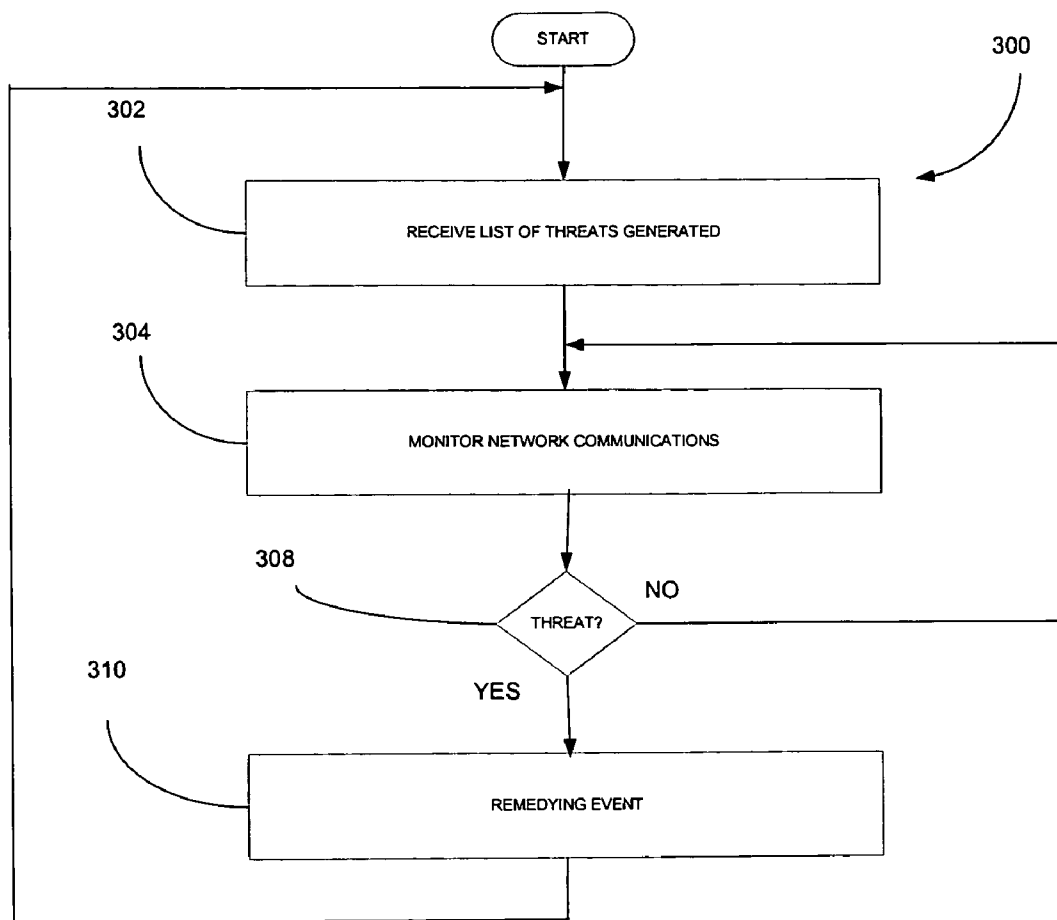 START
300
302
RECEIVE LIST OF THREATS GENERATED
304
MONITOR NETWORK COMMUNICATIONS
308
THREAT?
NO
YES
310
REMEDYING EVENT